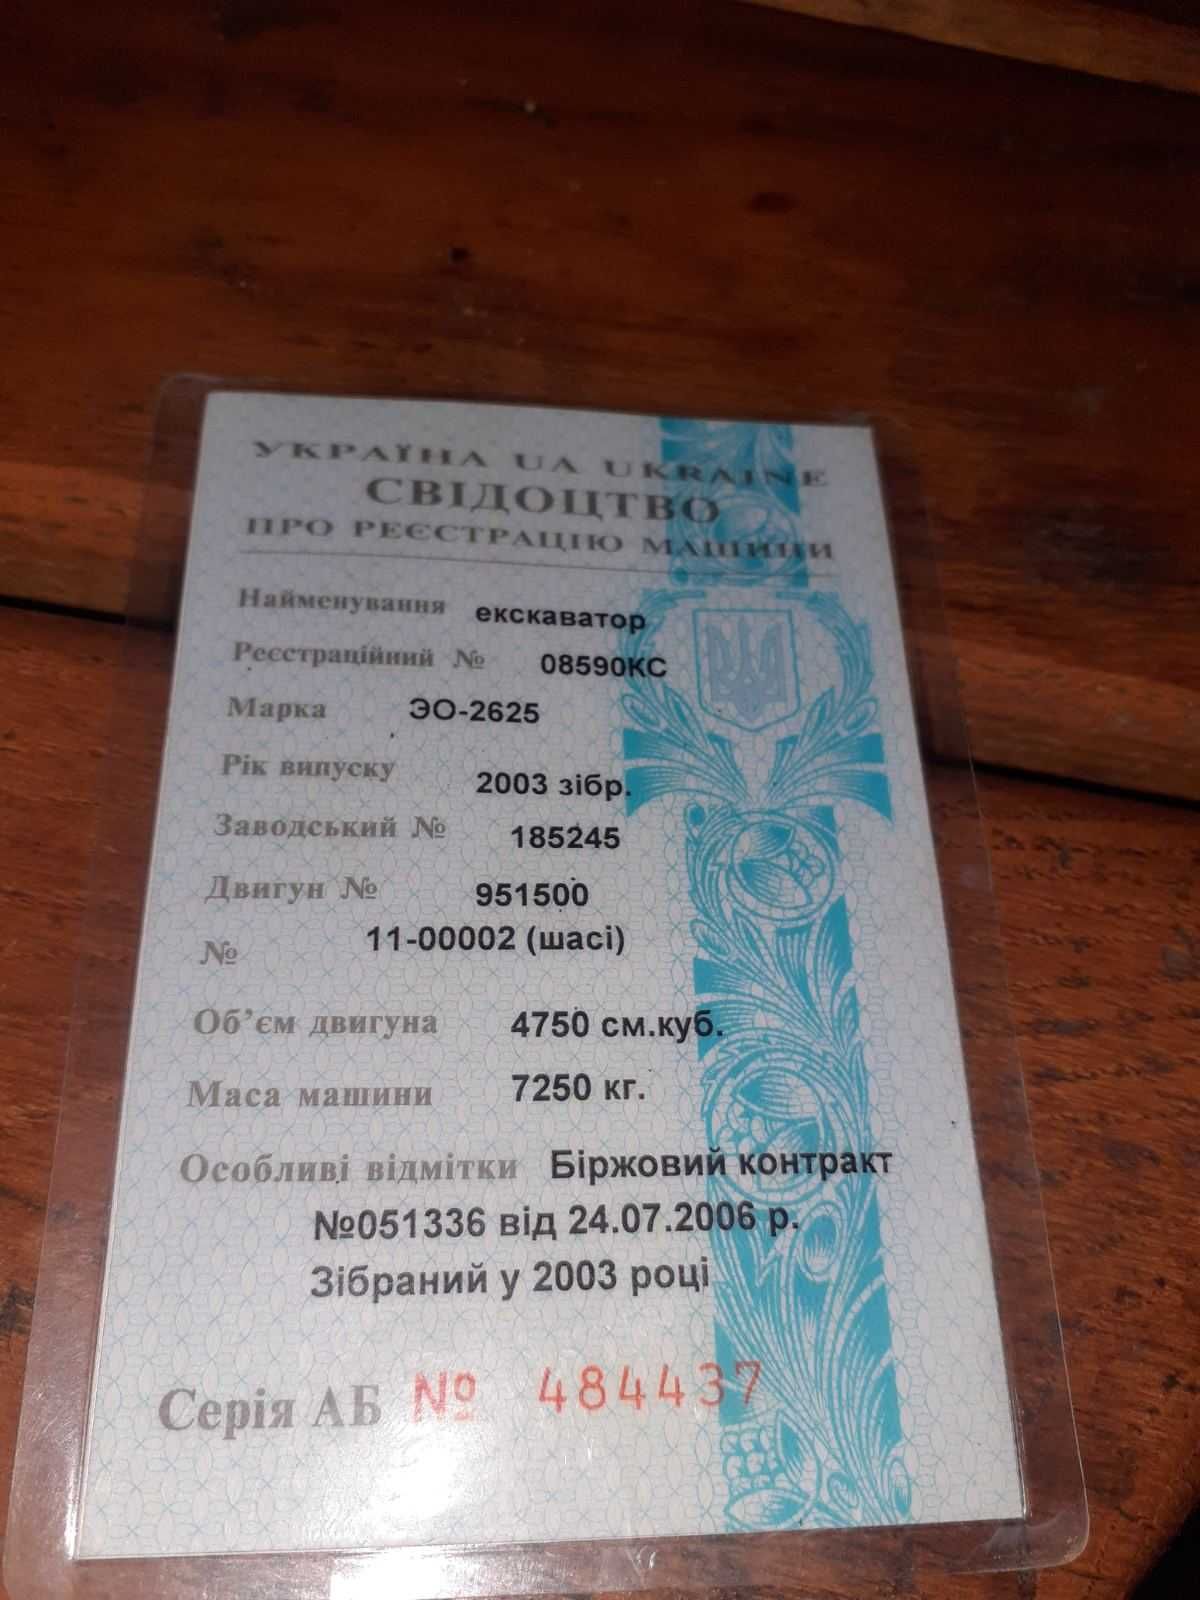 УКРАЇНА UA UKRAINE
СВІДОЦТВО
ПРО РЕЄСТРАЦІЮ МАШИНИ
Найменування екскаватор
Реєстраційний № 08590КС
Марка ЭО-2625
Рік випуску 2003 зібр.
Заводський № 185245
Двигун № 951500
№ 11-00002 (шасі)
Об’єм двигуна 4750 см.куб.
Маса машини 7250 кг.
Особливі відмітки Біржовий контракт
№051336 від 24.07.2006 р.
Зібраний у 2003 році
Серія АБ № 484437